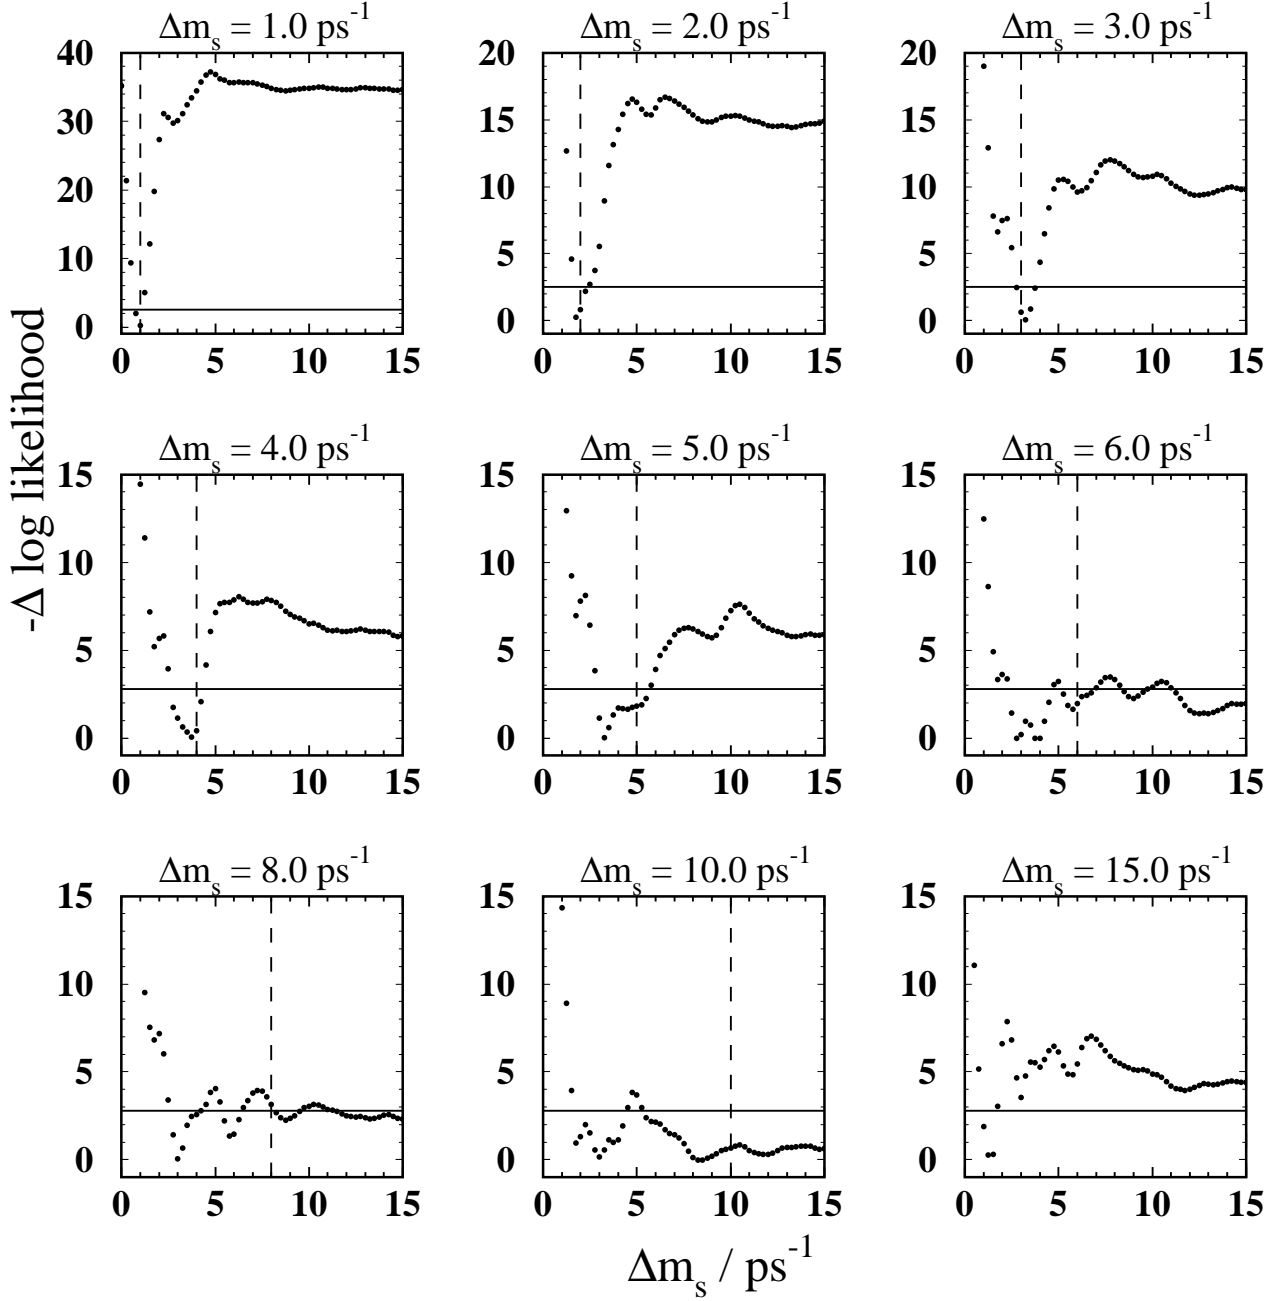 Δm_s = 1.0 ps^-1
Δm_s = 2.0 ps^-1
Δm_s = 3.0 ps^-1
40
30
20
10
0
0 5 10 15
20
15
10
5
0
0 5 10 15
20
15
10
5
0
0 5 10 15
-Δ log likelihood
Δm_s = 4.0 ps^-1
Δm_s = 5.0 ps^-1
Δm_s = 6.0 ps^-1
15
10
5
0
0 5 10 15
15
10
5
0
0 5 10 15
15
10
5
0
0 5 10 15
Δm_s = 8.0 ps^-1
Δm_s = 10.0 ps^-1
Δm_s = 15.0 ps^-1
15
10
5
0
0 5 10 15
15
10
5
0
0 5 10 15
15
10
5
0
0 5 10 15
Δm_s / ps^-1